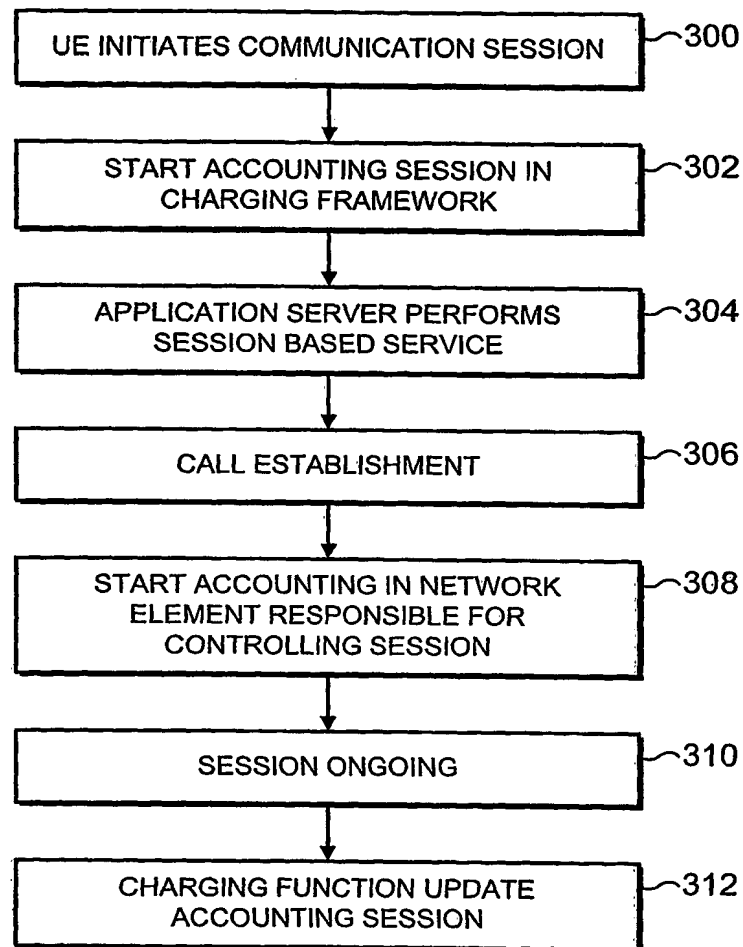 UE INITIATES COMMUNICATION SESSION
300
START ACCOUNTING SESSION IN
CHARGING FRAMEWORK
302
APPLICATION SERVER PERFORMS
SESSION BASED SERVICE
304
CALL ESTABLISHMENT
306
START ACCOUNTING IN NETWORK
ELEMENT RESPONSIBLE FOR
CONTROLLING SESSION
308
SESSION ONGOING
310
CHARGING FUNCTION UPDATE
ACCOUNTING SESSION
312